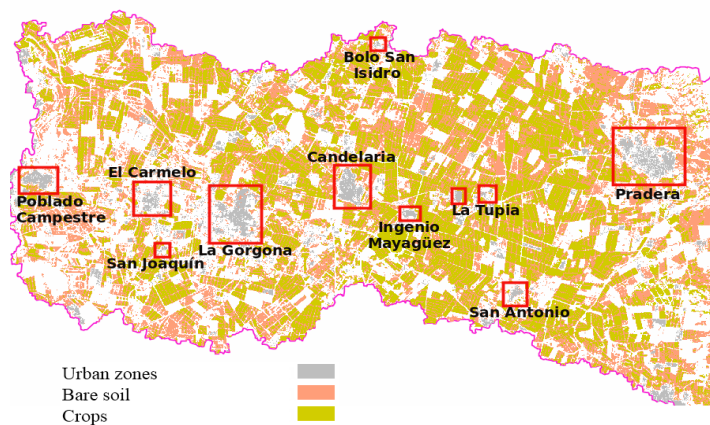 Bolo San
Isidro
Candelaria
El Carmelo
Poblado
Campestre
Pradera
La Tupia
Ingenio
Mayagüez
La Gorgona
San Joaquín
San Antonio
Urban zones
Bare soil
Crops